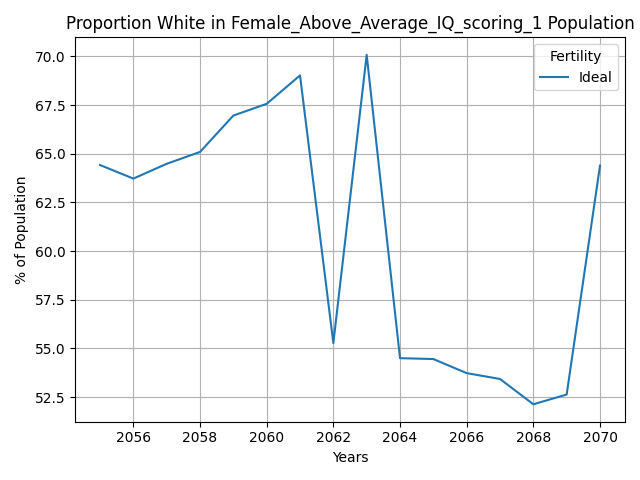 Proportion White in Female_Above_Average_IQ_scoring_1 Population
Fertility
Ideal
70.0
67.5
65.0
62.5
60.0
57.5
55.0
52.5
% of Population
2056 2058 2060 2062 2064 2066 2068 2070
Years